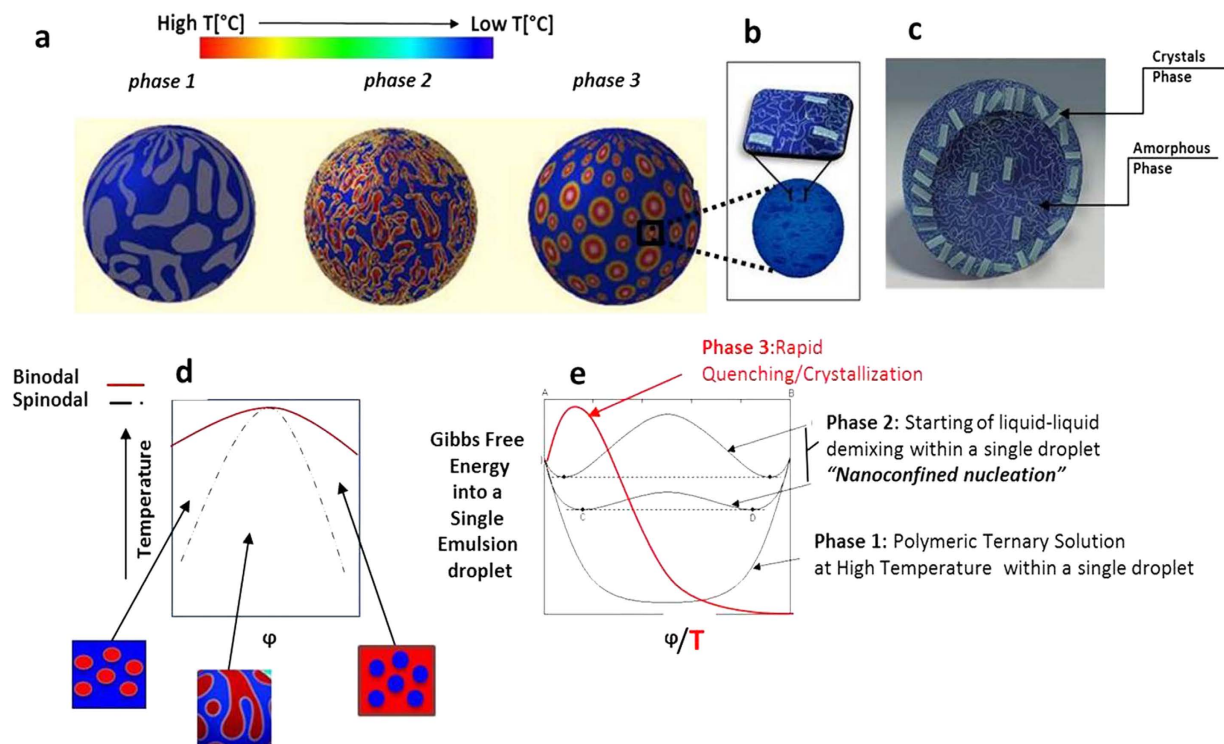 a
High T[°C]
Low T[°C]
phase 1
phase 2
phase 3
b
c
Crystals
Phase
Amorphous
Phase
d
Binodal
Spinodal
Temperature
φ
e
Phase 3:Rapid
Quenching/Crystallization
A
B
C
D
Gibbs Free
Energy
into a
Single
Emulsion
droplet
Phase 2: Starting of liquid-liquid
demixing within a single droplet
“Nanoconfined nucleation”
Phase 1: Polymeric Ternary Solution
at High Temperature within a single droplet
φ/T